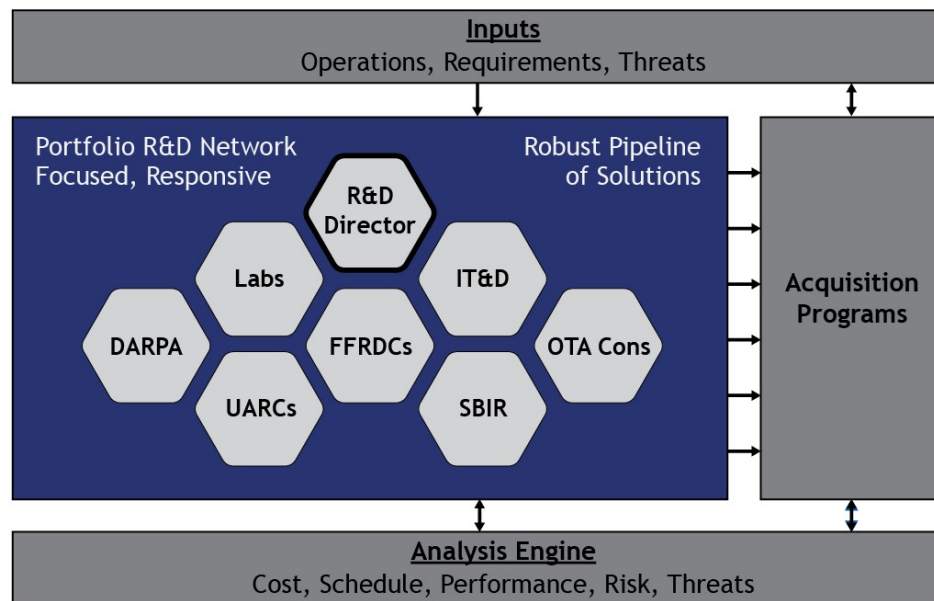 Inputs
Operations, Requirements, Threats
Portfolio R&D Network
Focused, Responsive
Robust Pipeline
of Solutions
R&D
Director
Labs
IT&D
DARPA
FFRDCs
OTA Cons
UARCs
SBIR
Acquisition
Programs
Analysis Engine
Cost, Schedule, Performance, Risk, Threats